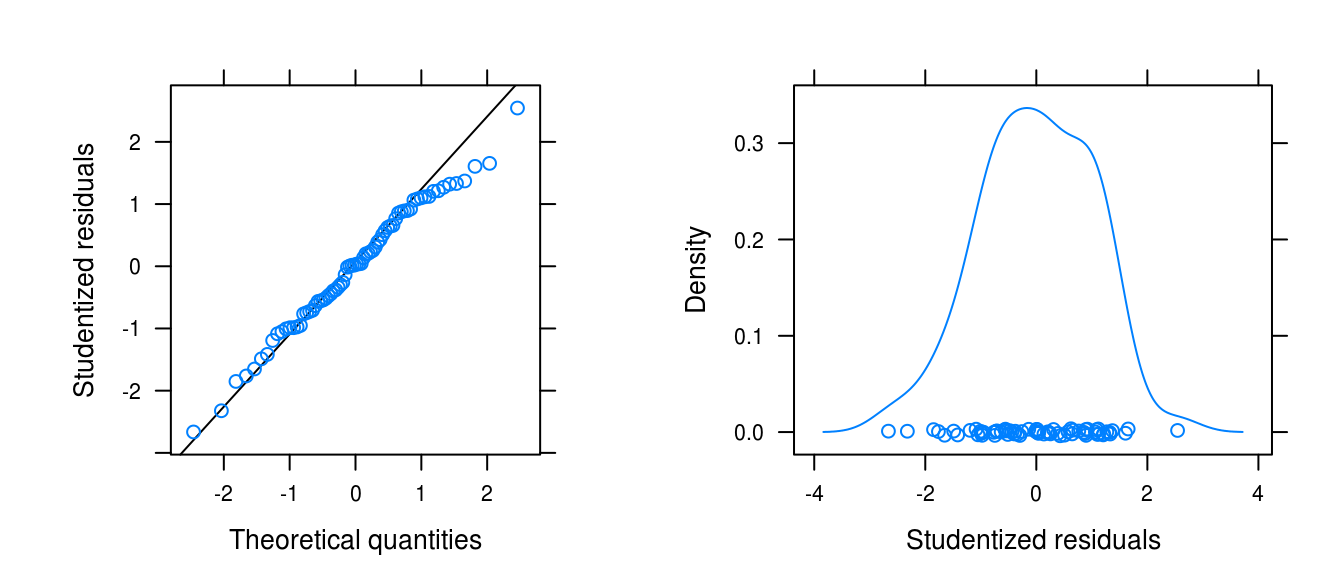 Studentized residuals
2
1
0
-1
-2
-2 -1 0 1 2
Theoretical quantities
Density
0.3
0.2
0.1
0.0
-4 -2 0 2 4
Studentized residuals